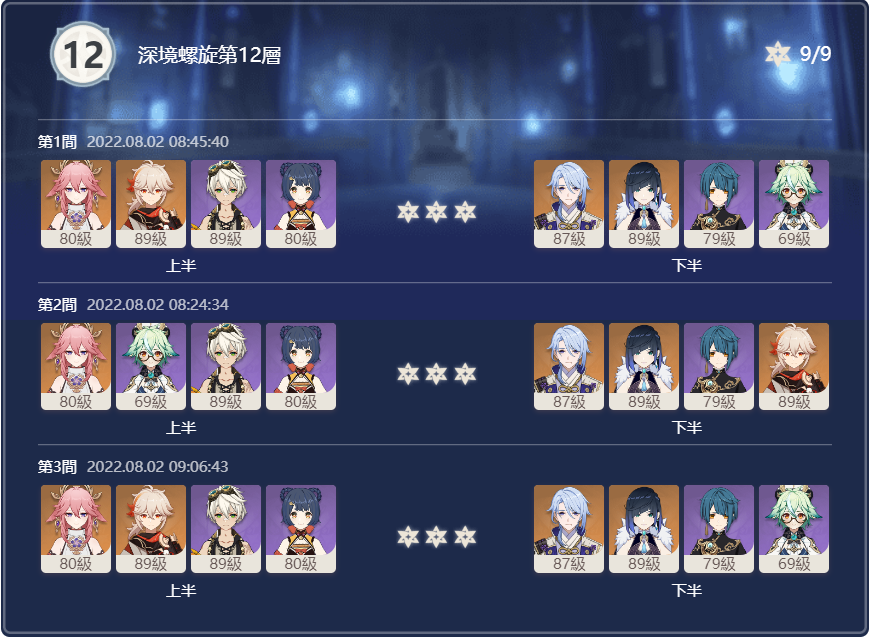 12 深境螺旋第12層 9/9
第1間 2022.08.02 08:45:40
80級 89級 89級 80級 87級 89級 79級 69級
上半 下半
第2間 2022.08.02 08:24:34
80級 69級 89級 80級 87級 89級 79級 89級
上半 下半
第3間 2022.08.02 09:06:43
80級 89級 89級 80級 87級 89級 79級 69級
上半 下半